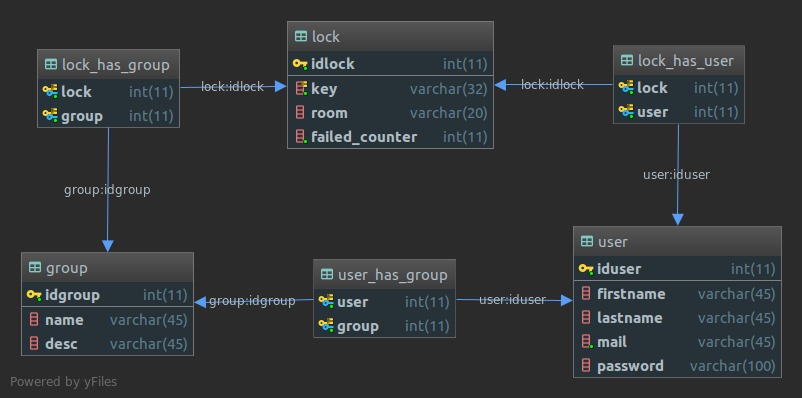 lock
idlock int(11)
key varchar(32)
room varchar(20)
failed_counter int(11)
lock_has_group
lock int(11)
group int(11)
lock_has_user
lock int(11)
user int(11)
lock:idlock
lock:idlock
group:idgroup
user:iduser
group
idgroup int(11)
name varchar(45)
desc varchar(45)
user_has_group
user int(11)
group int(11)
group:idgroup
user:iduser
user
iduser int(11)
firstname varchar(45)
lastname varchar(45)
mail varchar(45)
password varchar(100)
Powered by yFiles